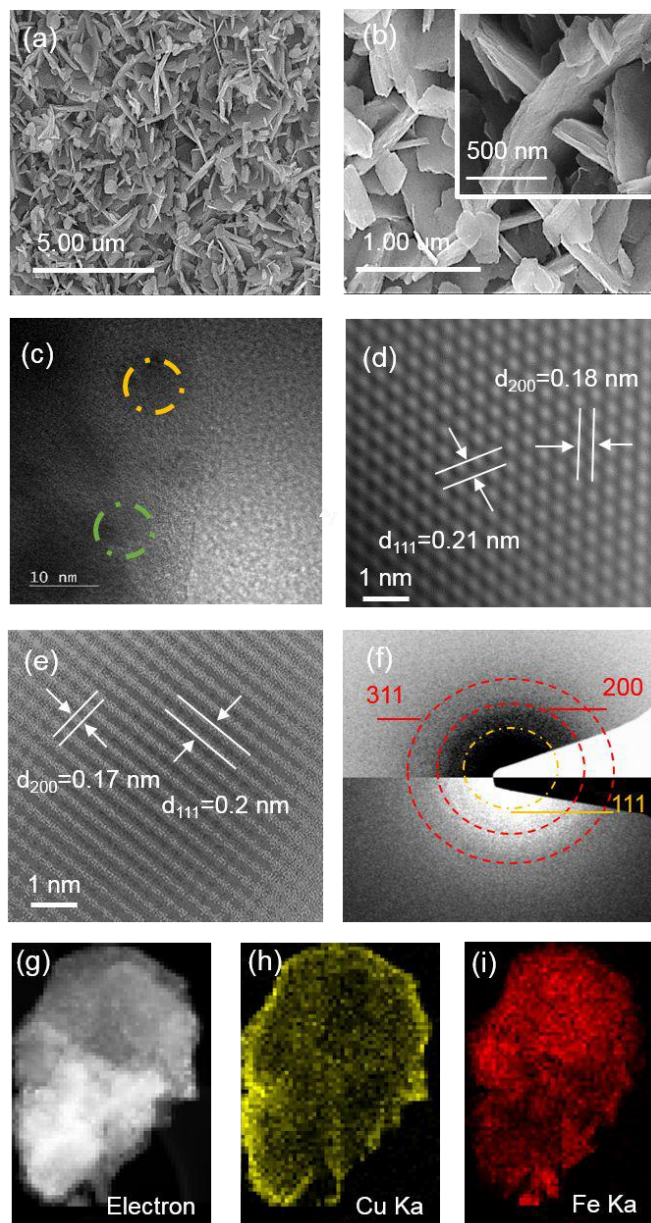 (a)
5.00 um
(b)
500 nm
1.00 um
(c)
10 nm
(d)
d200=0.18 nm
d111=0.21 nm
1 nm
(e)
d200=0.17 nm
d111=0.2 nm
1 nm
(f)
311
200
111
(g)
Electron
(h)
Cu Ka
(i)
Fe Ka